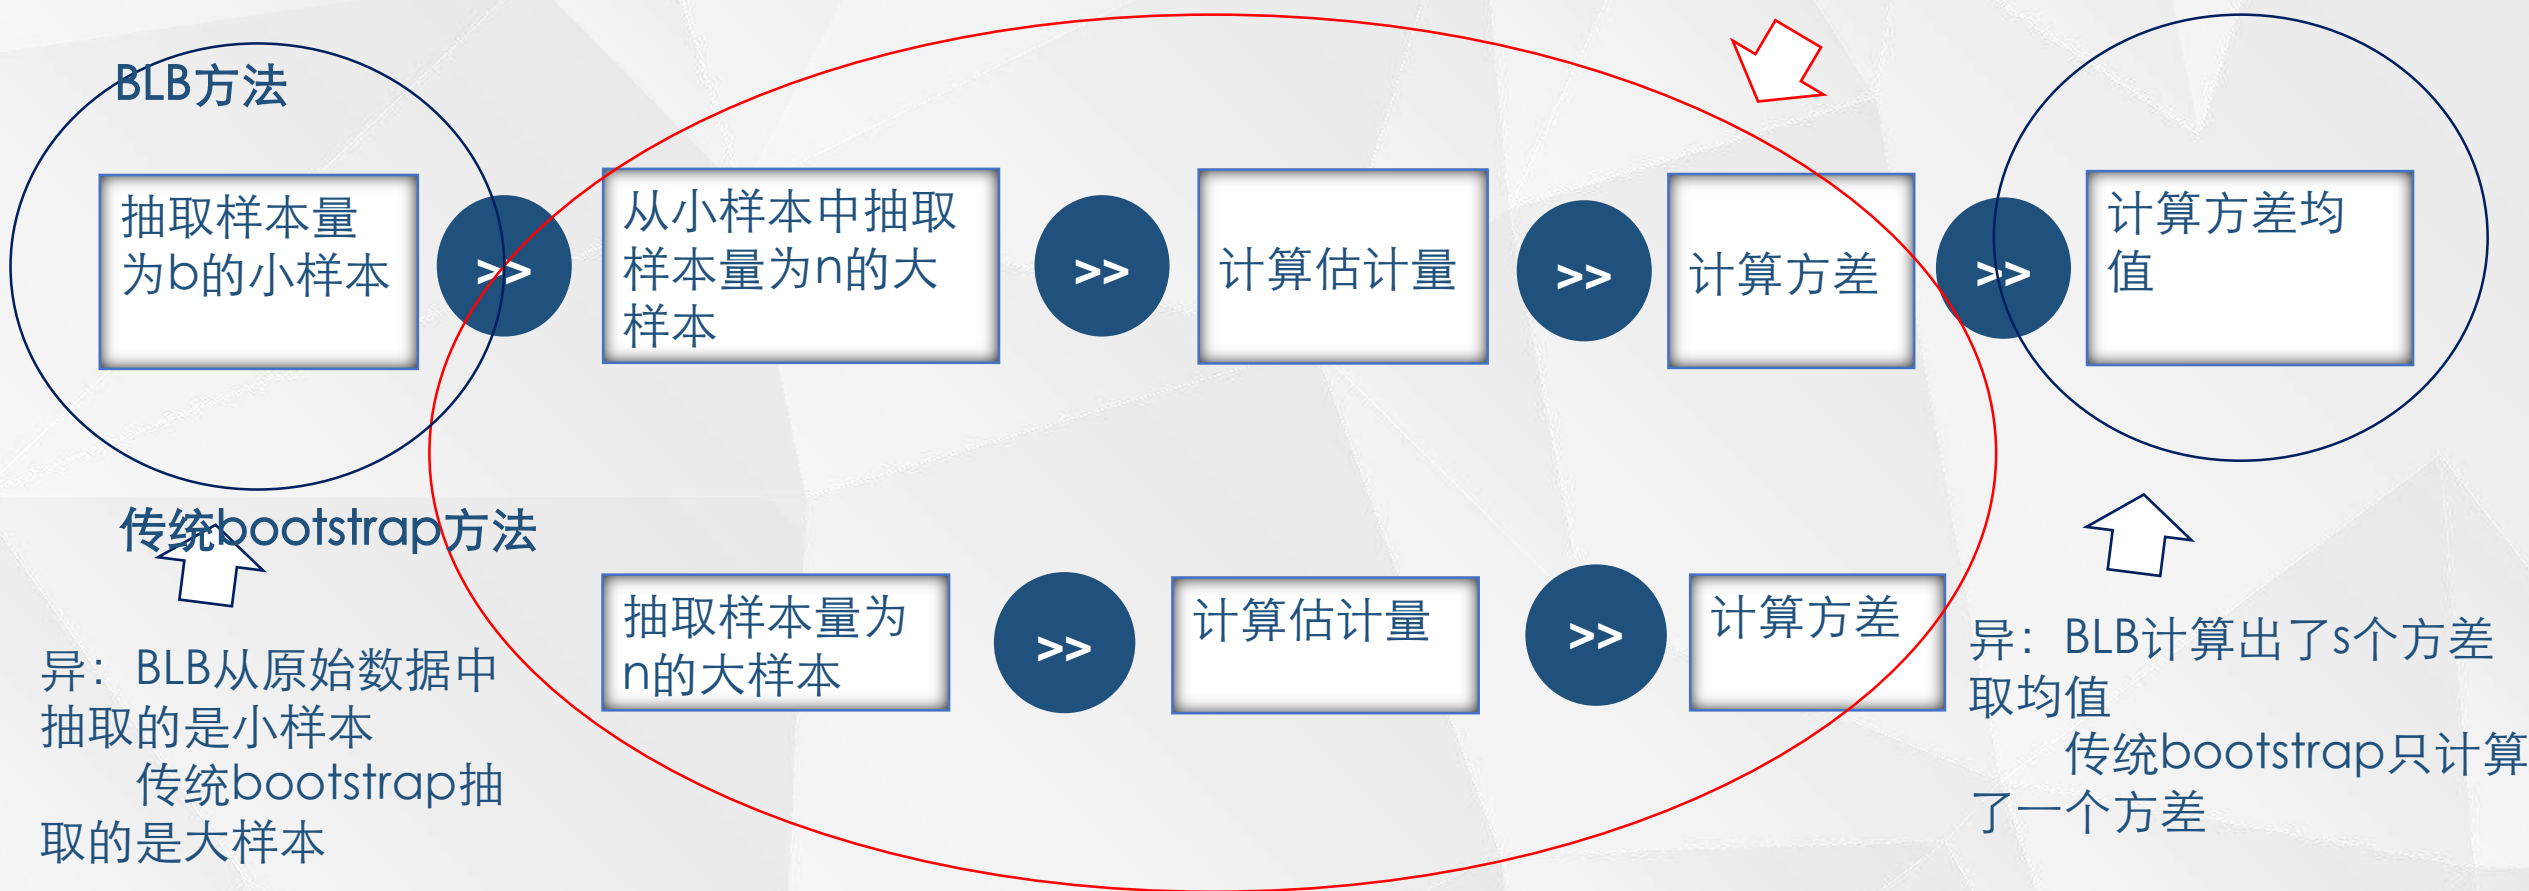 BLB方法
抽取样本量
为b的小样本
>>
从小样本中抽取
样本量为n的大
样本
>>
计算估计量
>>
计算方差
>>
计算方差均
值
传统bootstrap方法
抽取样本量为
n的大样本
>>
计算估计量
>>
计算方差
异：BLB从原始数据中
抽取的是小样本
传统bootstrap抽
取的是大样本
异：BLB计算出了s个方差
取均值
传统bootstrap只计算
了一个方差